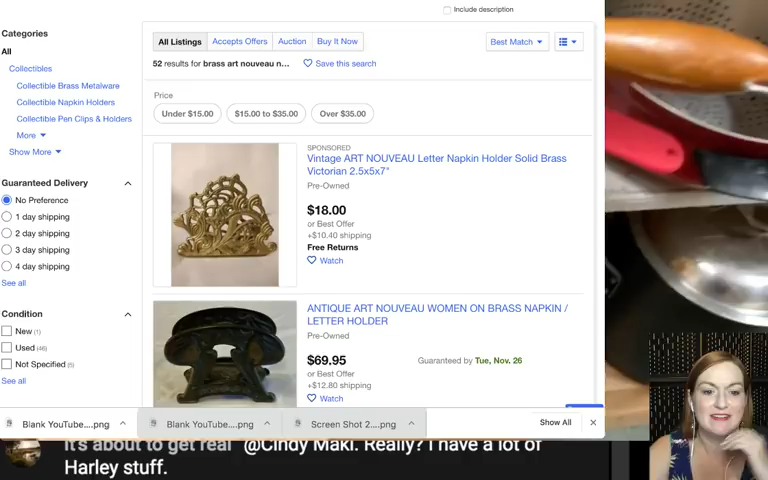 Include description
Categories
All Listings
Accepts Offers
Auction
Buy It Now
Best Match
All
52 results for brass art nouveau n...
Save this search
Collectibles
Collectible Brass Metalware
Price
Collectible Napkin Holders
Under $15.00
$15.00 to $35.00
Over $35.00
Collectible Pen Clips & Holders
More
Show More
SPONSORED
Vintage ART NOUVEAU Letter Napkin Holder Solid Brass
Victorian 2.5x5x7"
Pre-Owned
$18.00
or Best Offer
+$10.40 shipping
Free Returns
Watch
Guaranteed Delivery
No Preference
1 day shipping
2 day shipping
3 day shipping
4 day shipping
See all
Condition
New (1)
Used (46)
Not Specified (5)
See all
ANTIQUE ART NOUVEAU WOMEN ON BRASS NAPKIN /
LETTER HOLDER
Pre-Owned
$69.95
Guaranteed by Tue, Nov. 26
or Best Offer
+$12.80 shipping
Watch
Blank YouTube....png
Blank YouTube....png
Screen Shot 2....png
Show All
It's about to get real @Cindy Maki. Really? I have a lot of
Harley stuff.